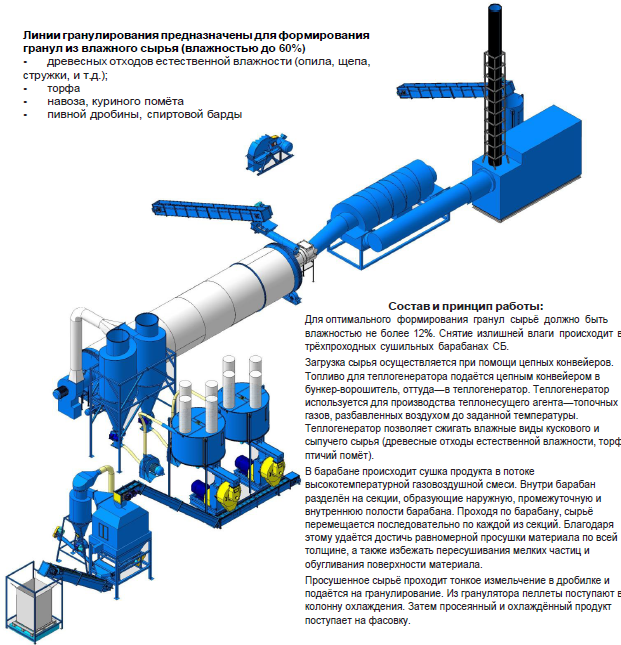 Линии гранулирования предназначены для формирования
гранул из влажного сырья (влажностью до 60%)
- древесных отходов естественной влажности (опила, щепа,
стружки, и т.д.);
- торфа
- навоза, куриного помёта
- пивной дробины, спиртовой барды
Состав и принцип работы:
Для оптимального формирования гранул сырьё должно быть
влажностью не более 12%. Снятие излишней влаги происходит в
трёхпроходных сушильных барабанах СБ.
Загрузка сырья осуществляется при помощи цепных конвейеров.
Топливо для теплогенератора подаётся цепным конвейером в
бункер-ворошитель, оттуда—в теплогенератор. Теплогенератор
используется для производства теплонесущего агента—топочных
газов, разбавленных воздухом до заданной температуры.
Теплогенератор позволяет сжигать влажные виды кускового и
сыпучего сырья (древесные отходы естественной влажности, торф
птичий помёт).
В барабане происходит сушка продукта в потоке
высокотемпературной газовоздушной смеси. Внутри барабан
разделён на секции, образующие наружную, промежуточную и
внутреннюю полости барабана. Проходя по барабану, сырьё
перемещается последовательно по каждой из секций. Благодаря
этому удаётся достичь равномерной просушки материала по всей
толщине, а также избежать пересушивания мелких частиц и
обугливания поверхности материала.
Просушенное сырьё проходит тонкое измельчение в дробилке и
подаётся на гранулирование. Из гранулятора пеллеты поступают в
колонну охлаждения. Затем просеянный и охлаждённый продукт
поступает на фасовку.